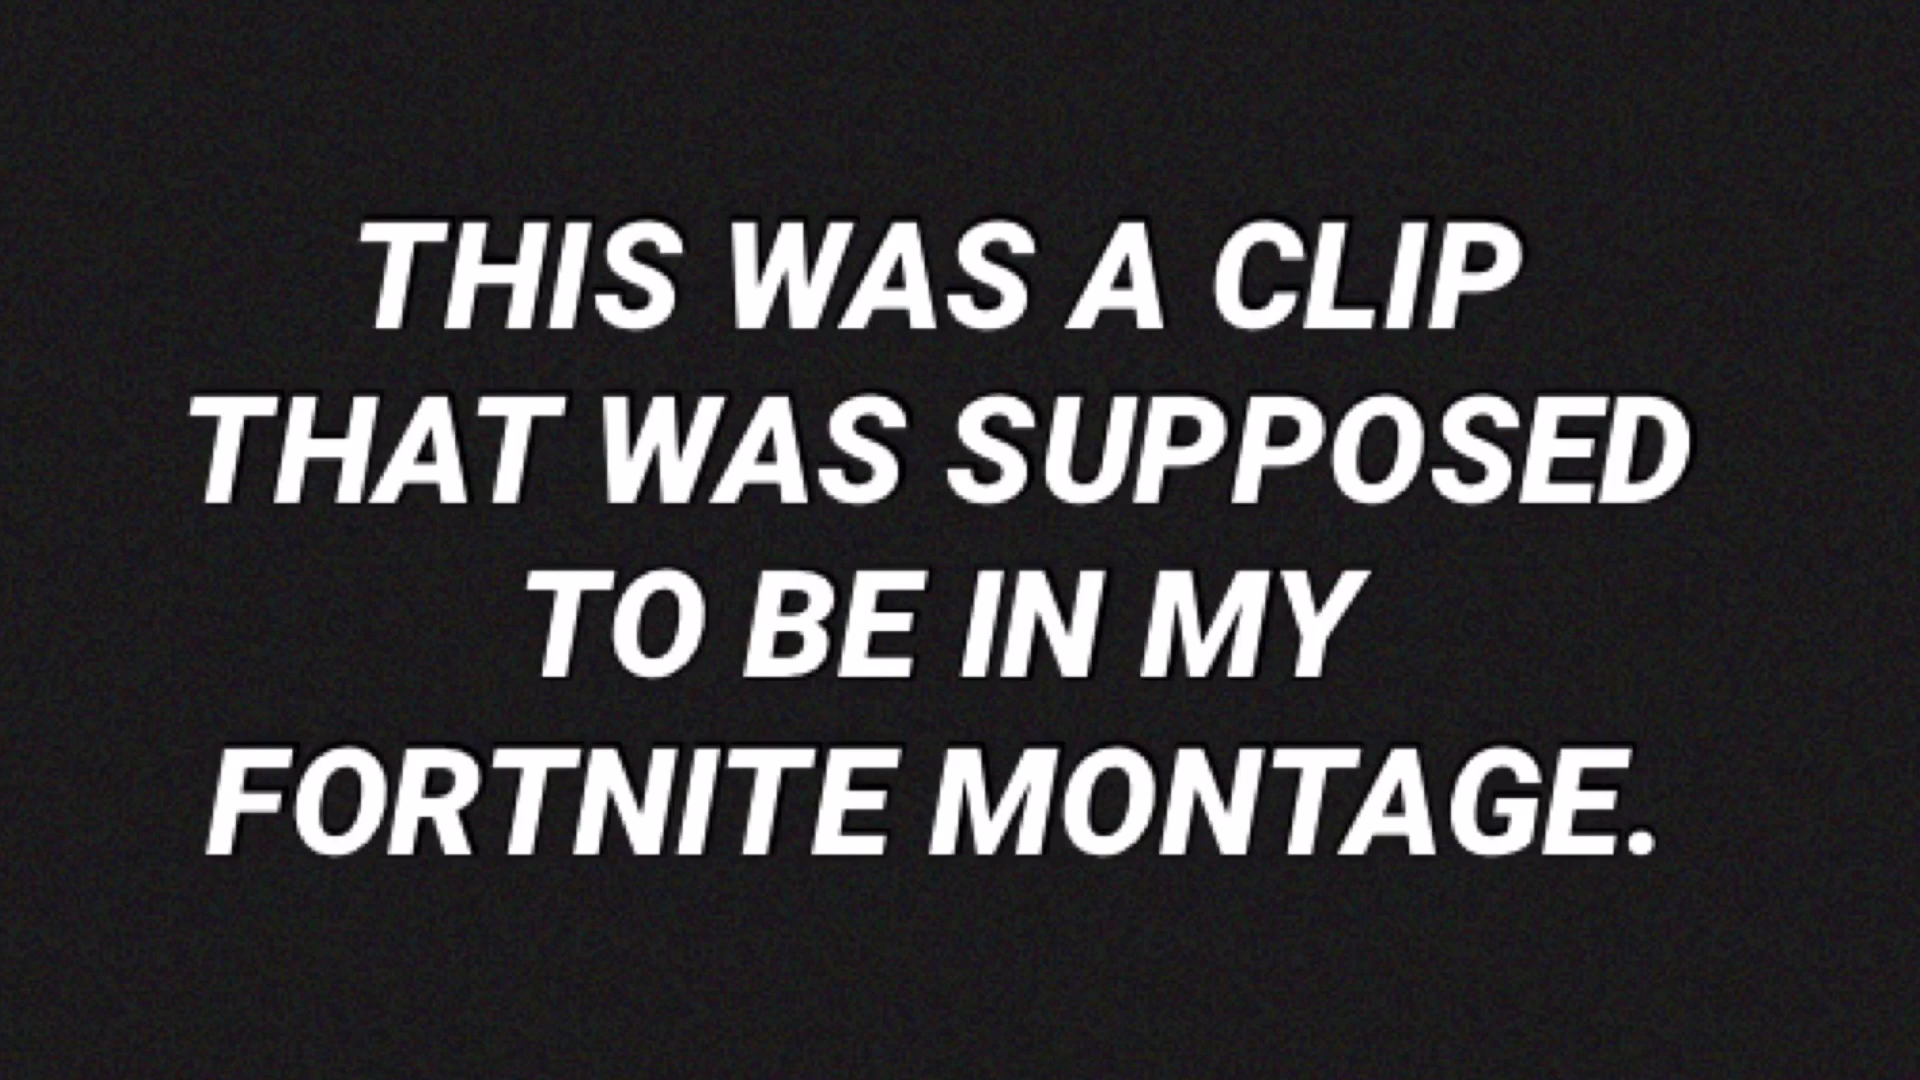 THIS WAS A CLIP
THAT WAS SUPPOSED
TO BE IN MY
FORTNITE MONTAGE.